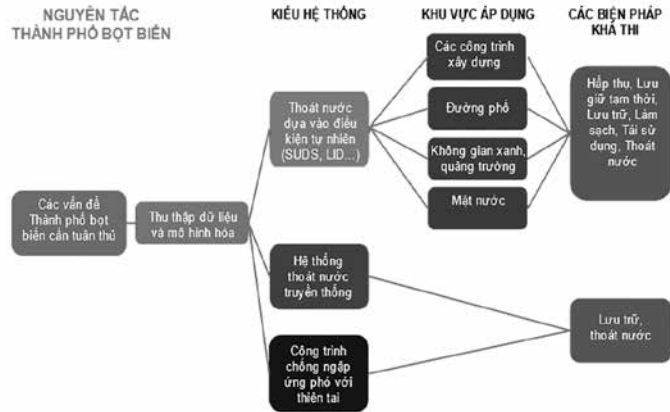 NGUYÊN TẮC
THÀNH PHỐ BỌT BIỂN
KIỂU HỆ THỐNG
KHU VỰC ÁP DỤNG
CÁC BIỆN PHÁP
KHẢ THI
Các vấn đề
Thành phố bọt
biển cần tuân thủ
Thu thập dữ liệu
và mô hình hóa
Thoát nước
dựa vào điều
kiện tự nhiên
(SUDS, LID...)
Hệ thống
thoát nước
truyền thống
Công trình
chống ngập
ứng phó với
thiên tai
Các công trình
xây dựng
Đường phố
Không gian xanh,
quảng trường
Mặt nước
Hấp thụ, Lưu
giữ tạm thời,
Lưu trữ, Làm
sạch, Tái sử
dụng, Thoát
nước
Lưu trữ,
thoát nước